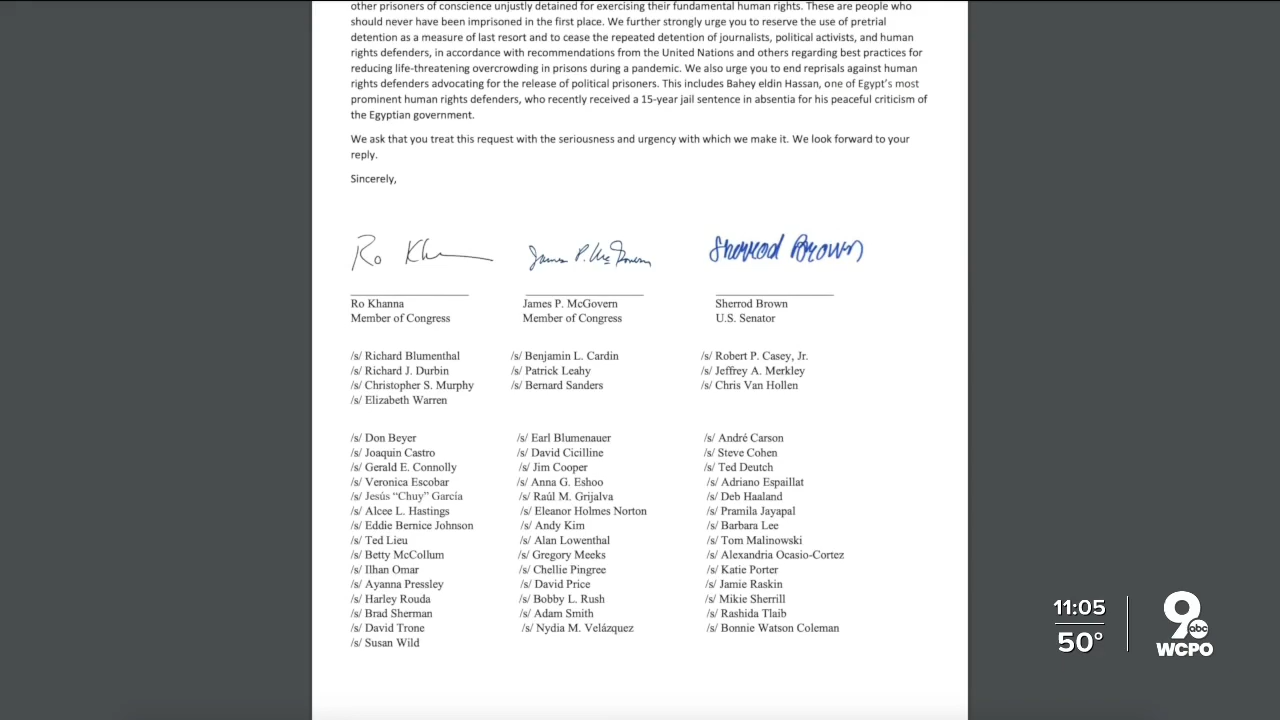 other prisoners of conscience unjustly detained for exercising their fundamental human rights. These are people who
should never have been imprisoned in the first place. We further strongly urge you to reserve the use of pretrial
detention as a measure of last resort and to cease the repeated detention of journalists, political activists, and human
rights defenders, in accordance with recommendations from the United Nations and others regarding best practices for
reducing life-threatening overcrowding in prisons during a pandemic. We also urge you to end reprisals against human
rights defenders advocating for the release of political prisoners. This includes Bahey eldin Hassan, one of Egypt's most
prominent human rights defenders, who recently received a 15-year jail sentence in absentia for his peaceful criticism of
the Egyptian government.
We ask that you treat this request with the seriousness and urgency with which we make it. We look forward to your
reply.
Sincerely,
Ro Khanna James P. McGovern Sherrod Brown
Ro Khanna James P. McGovern Sherrod Brown
Member of Congress Member of Congress U.S. Senator
/s/ Richard Blumenthal /s/ Benjamin L. Cardin /s/ Robert P. Casey, Jr.
/s/ Richard J. Durbin /s/ Patrick Leahy /s/ Jeffrey A. Merkley
/s/ Christopher S. Murphy /s/ Bernard Sanders /s/ Chris Van Hollen
/s/ Elizabeth Warren
/s/ Don Beyer /s/ Earl Blumenauer /s/ André Carson
/s/ Joaquin Castro /s/ David Cicilline /s/ Steve Cohen
/s/ Gerald E. Connolly /s/ Jim Cooper /s/ Ted Deutch
/s/ Veronica Escobar /s/ Anna G. Eshoo /s/ Adriano Espaillat
/s/ Jesús “Chuy” García /s/ Raúl M. Grijalva /s/ Deb Haaland
/s/ Alcee L. Hastings /s/ Eleanor Holmes Norton /s/ Pramila Jayapal
/s/ Eddie Bernice Johnson /s/ Andy Kim /s/ Barbara Lee
/s/ Ted Lieu /s/ Alan Lowenthal /s/ Tom Malinowski
/s/ Betty McCollum /s/ Gregory Meeks /s/ Alexandria Ocasio-Cortez
/s/ Ilhan Omar /s/ Chellie Pingree /s/ Katie Porter
/s/ Ayanna Pressley /s/ David Price /s/ Jamie Raskin
/s/ Harley Rouda /s/ Bobby L. Rush /s/ Mikie Sherrill
/s/ Brad Sherman /s/ Adam Smith /s/ Rashida Tlaib
/s/ David Trone /s/ Nydia M. Velázquez /s/ Bonnie Watson Coleman
/s/ Susan Wild
11:05
50°
9 abc
WCPO